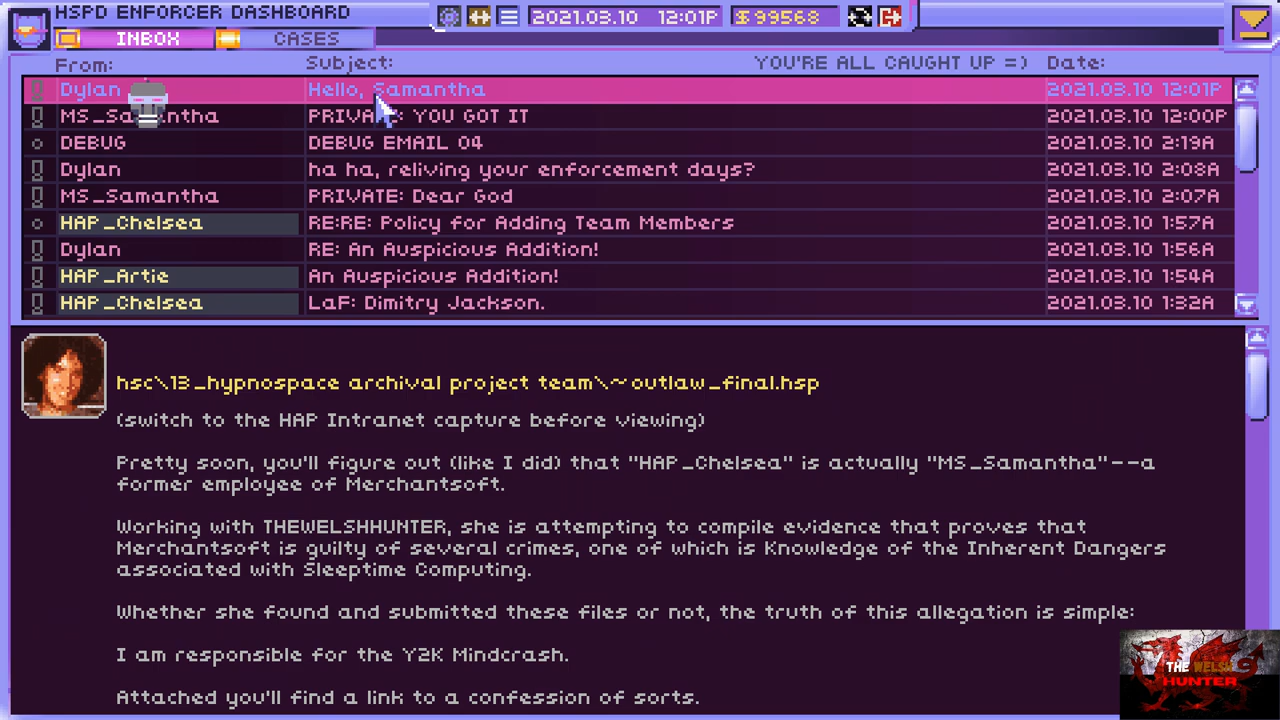 HSPD ENFORCER DASHBOARD
2021.03.10 12:01P
99568
INBOX
CASES
From:
Subject:
YOU'RE ALL CAUGHT UP =)
Date:
Dylan
Hello, Samantha
2021.03.10 12:01P
MS_Sa ntha
PRIVA : YOU GOT IT
2021.03.10 12:00P
DEBUG
DEBUG EMAIL 04
2021.03.10 2:19A
Dylan
ha ha, reliving your enforcement days?
2021.03.10 2:08A
MS_Samantha
PRIVATE: Dear God
2021.03.10 2:07A
HAP_Chelsea
RE:RE: Policy for Adding Team Members
2021.03.10 1:57A
Dylan
RE: An Auspicious Addition!
2021.03.10 1:56A
HAP_Artie
An Auspicious Addition!
2021.03.10 1:54A
HAP_Chelsea
LaF: Dimitry Jackson.
2021.03.10 1:32A
hsc\13_hypnospace archival project team\~outlaw_final.hsp
(switch to the HAP Intranet capture before viewing)
Pretty soon, you'll figure out (like I did) that "HAP_Chelsea" is actually "MS_Samantha"--a
former employee of Merchantsoft.
Working with THEWELSHHUNTER, she is attempting to compile evidence that proves that
Merchantsoft is guilty of several crimes, one of which is Knowledge of the Inherent Dangers
associated with Sleeptime Computing.
Whether she found and submitted these files or not, the truth of this allegation is simple:
I am responsible for the Y2K Mindcrash.
Attached you'll find a link to a confession of sorts.
THE WELSH
HUNTER